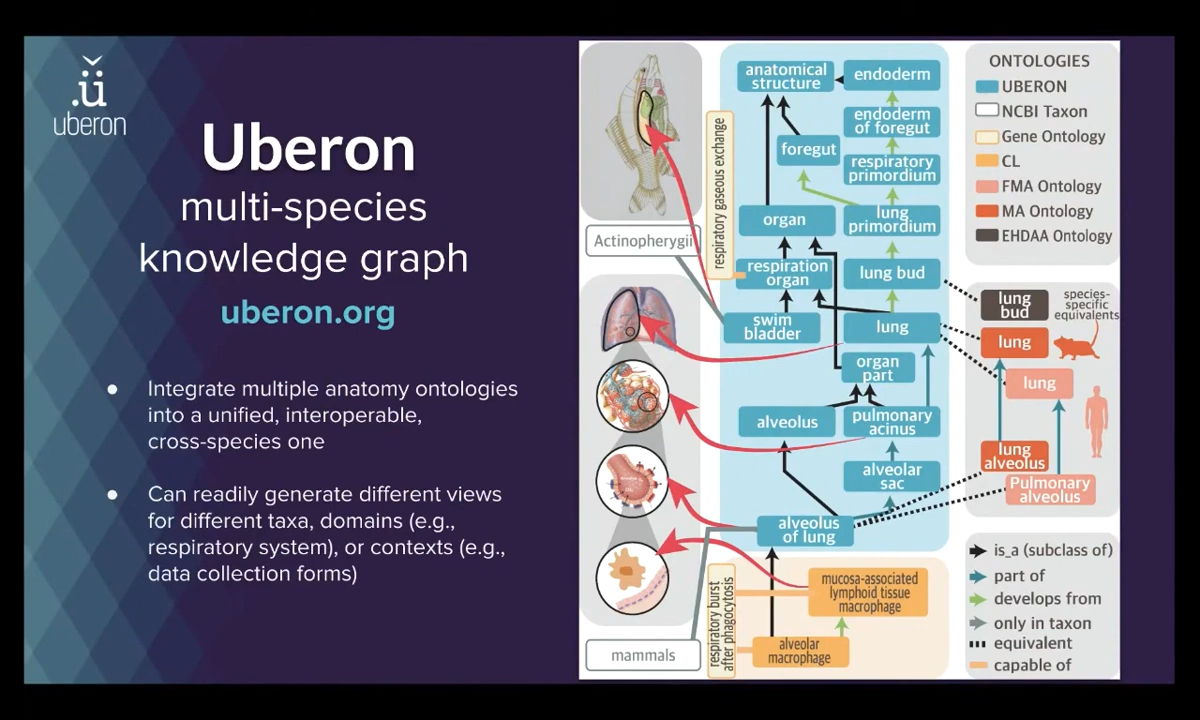 uberon
Uberon
multi-species
knowledge graph
uberon.org
● Integrate multiple anatomy ontologies
into a unified, interoperable,
cross-species one
● Can readily generate different views
for different taxa, domains (e.g.,
respiratory system), or contexts (e.g.,
data collection forms)
Actinopherygii
mammals
respiratory gaseous exchange
anatomical
structure
endoderm
endoderm
of foregut
foregut
respiratory
primordium
organ
lung
primordium
respiration
organ
lung bud
swim
bladder
lung
organ
part
alveolus
pulmonary
acinus
alveolar
sac
alveolus
of lung
respiratory burst
after phagocytosis
mucosa-associated
lymphoid tissue
macrophage
alveolar
macrophage
ONTOLOGIES
UBERON
NCBI Taxon
Gene Ontology
CL
FMA Ontology
MA Ontology
EHDAA Ontology
lung
bud
species-
specific
equivalents
lung
lung
lung
alveolus
Pulmonary
alveolus
is_a (subclass of)
part of
develops from
only in taxon
equivalent
capable of